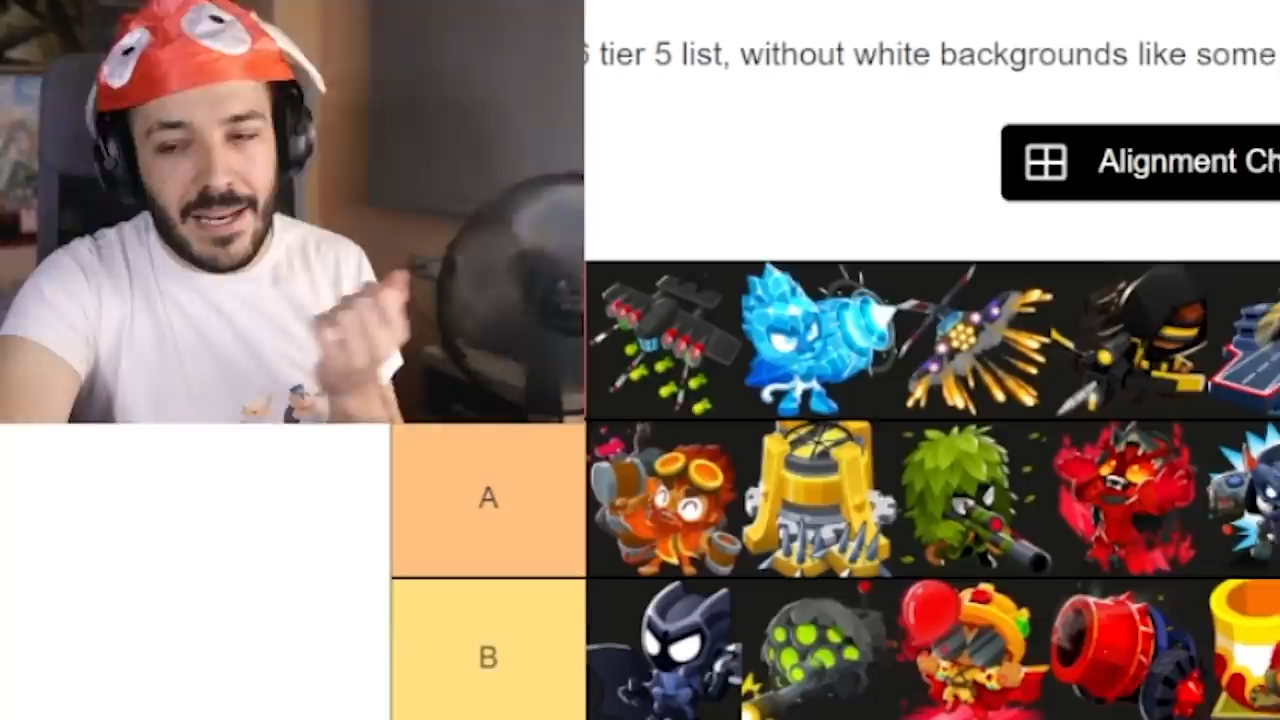 tier 5 list, without white backgrounds like some
Alignment Ch
A
B